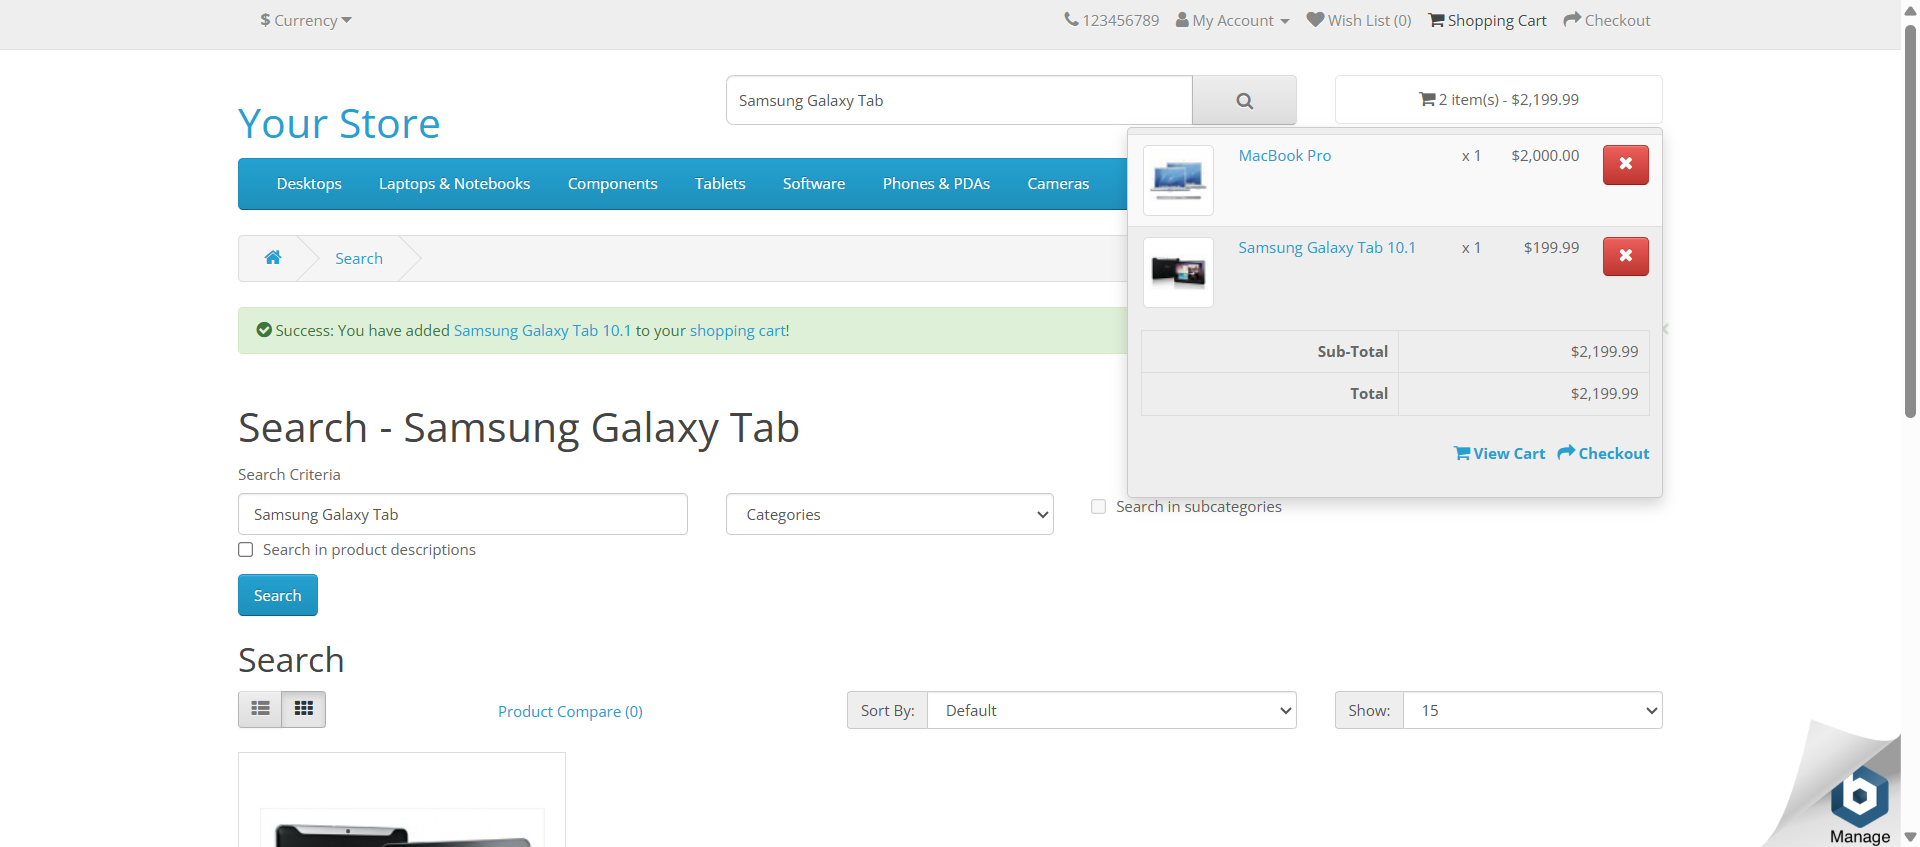 $ Currency
123456789 My Account Wish List (0) Shopping Cart Checkout
Your Store
Samsung Galaxy Tab
2 item(s) - $2,199.99
Desktops Laptops & Notebooks Components Tablets Software Phones & PDAs Cameras
MacBook Pro x 1 $2,000.00
Samsung Galaxy Tab 10.1 x 1 $199.99
Sub-Total $2,199.99
Total $2,199.99
View Cart Checkout
Search
Success: You have added Samsung Galaxy Tab 10.1 to your shopping cart!
Search - Samsung Galaxy Tab
Search Criteria
Samsung Galaxy Tab Categories Search in subcategories
Search in product descriptions
Search
Search
Product Compare (0) Sort By: Default Show: 15
b
Manage